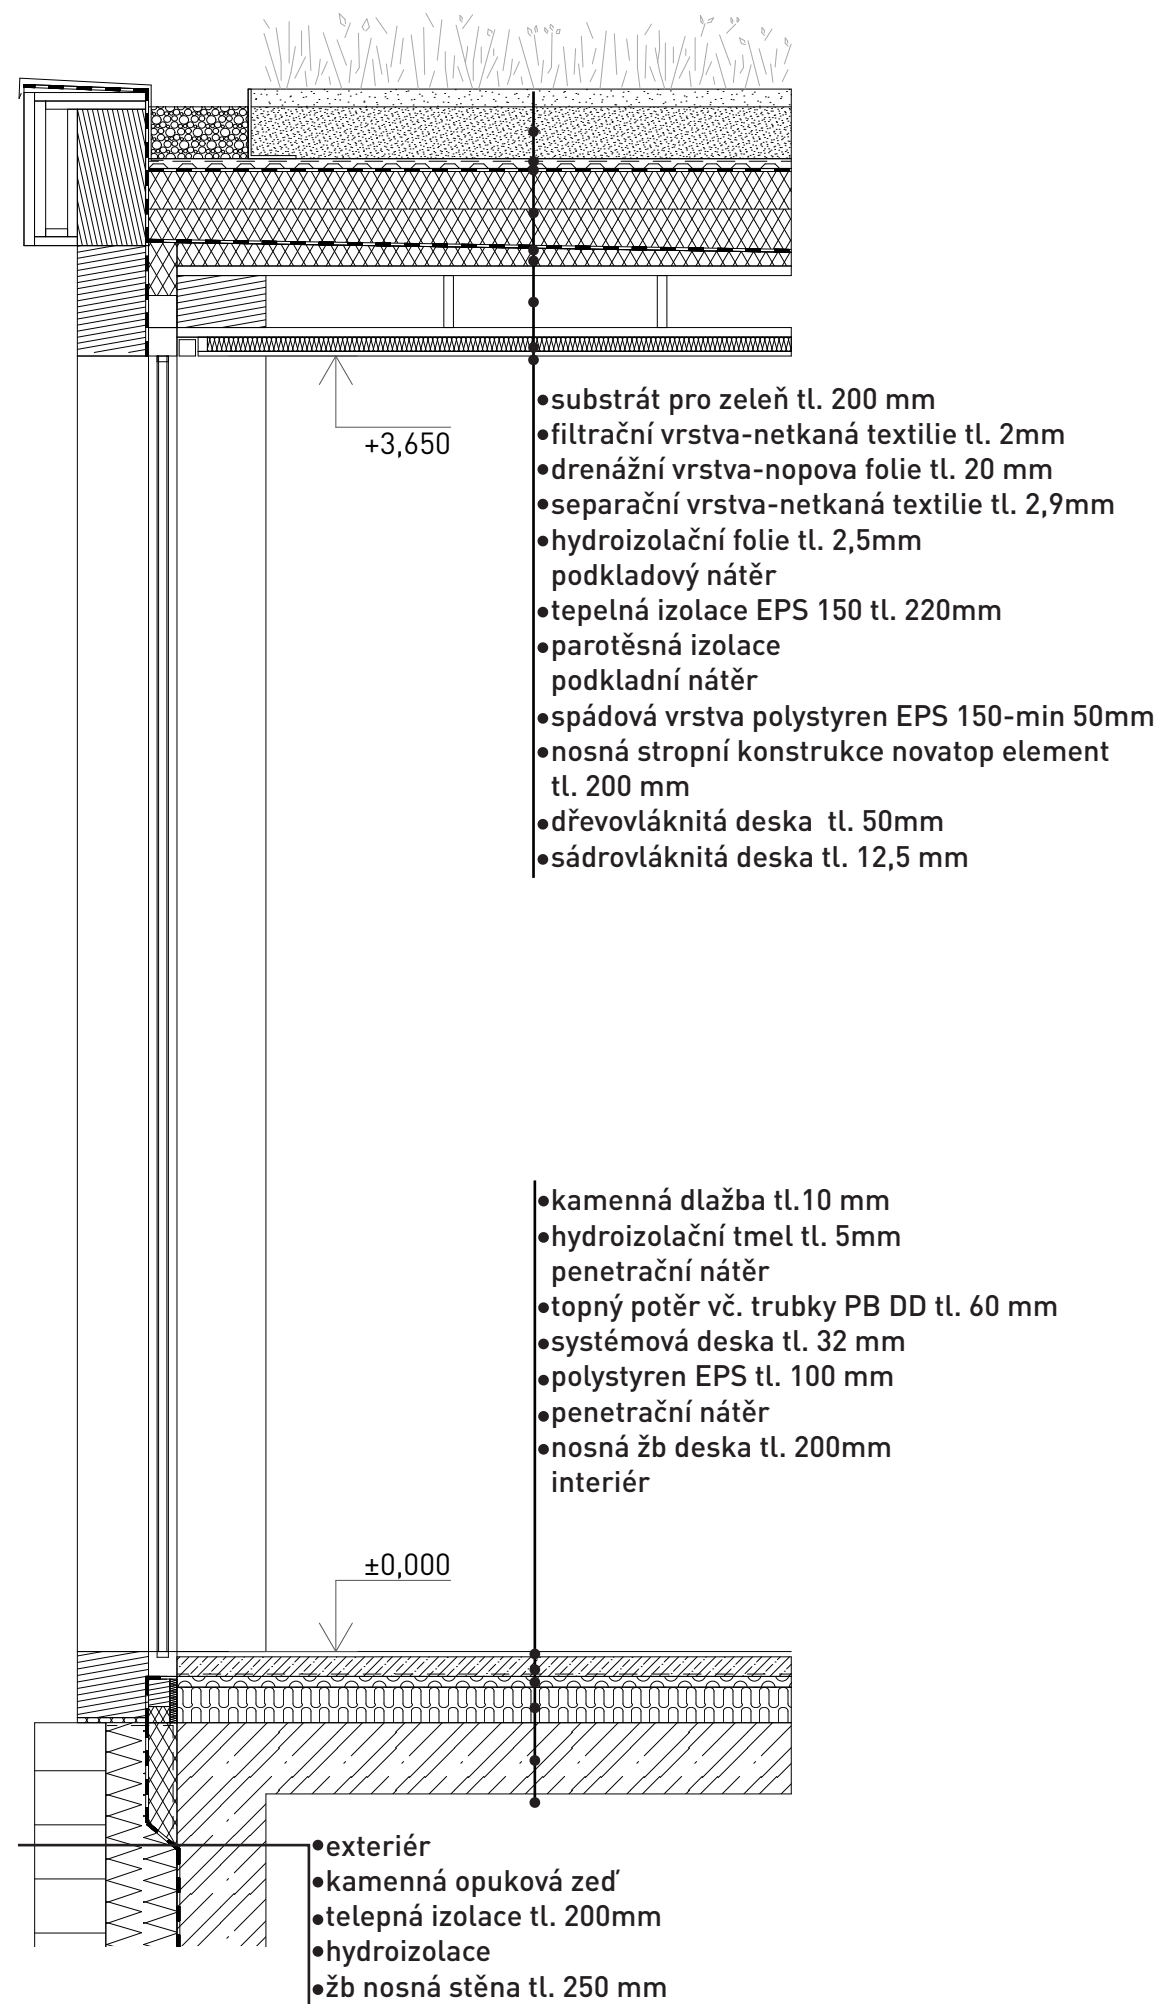 +3,650
•substrát pro zeleň tl. 200 mm
•filtrační vrstva-netkaná textilie tl. 2mm
•drenážní vrstva-nopova folie tl. 20 mm
•separační vrstva-netkaná textilie tl. 2,9mm
•hydroizolační folie tl. 2,5mm
podkladový nátěr
•tepelná izolace EPS 150 tl. 220mm
•parotěsná izolace
podkladní nátěr
•spádová vrstva polystyren EPS 150-min 50mm
•nosná stropní konstrukce novatop element
tl. 200 mm
•dřevovláknitá deska  tl. 50mm
•sádrovláknitá deska tl. 12,5 mm
•kamenná dlažba tl.10 mm
•hydroizolační tmel tl. 5mm
penetrační nátěr
•topný potěr vč. trubky PB DD tl. 60 mm
•systémová deska tl. 32 mm
•polystyren EPS tl. 100 mm
•penetrační nátěr
•nosná žb deska tl. 200mm
interiér
±0,000
•exteriér
•kamenná opuková zeď
•telepná izolace tl. 200mm
•hydroizolace
•žb nosná stěna tl. 250 mm